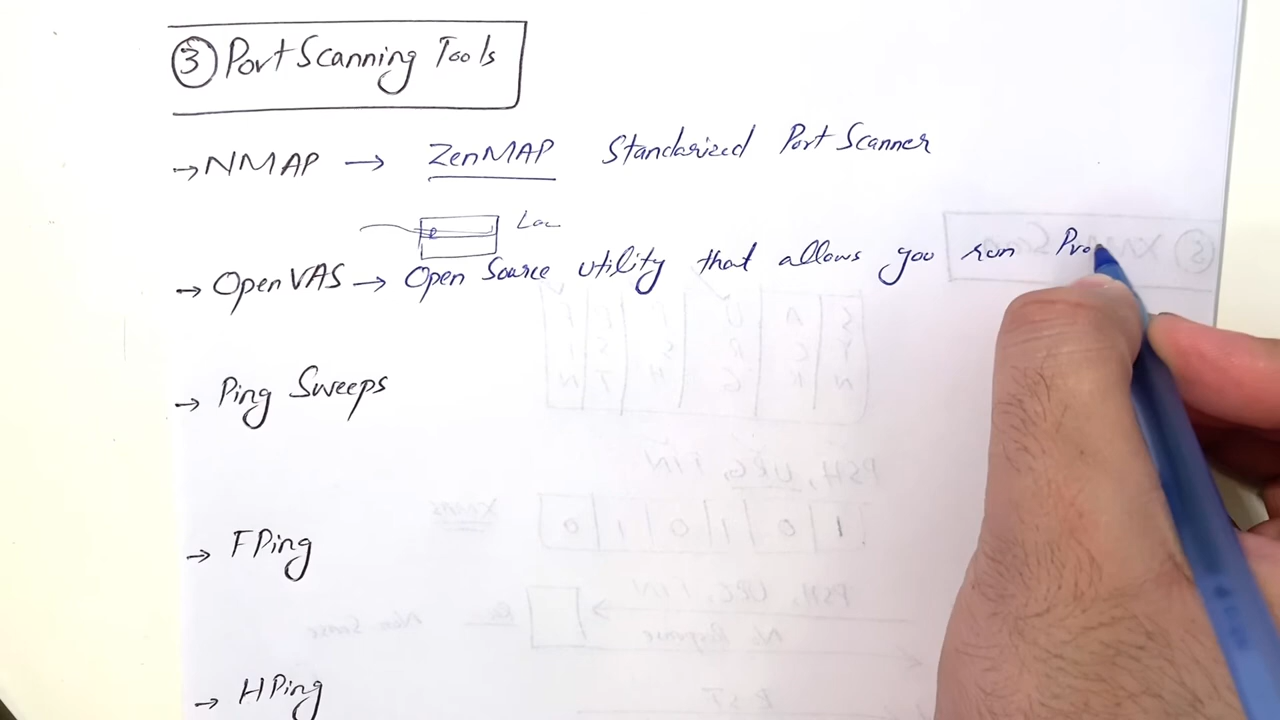 ③ Port Scanning Tools
→ NMAP → ZenMAP Standarized Port Scanner
→ OpenVAS → Open Source utility that allows you run Pro
→ Ping Sweeps
→ FPing
→ HPing